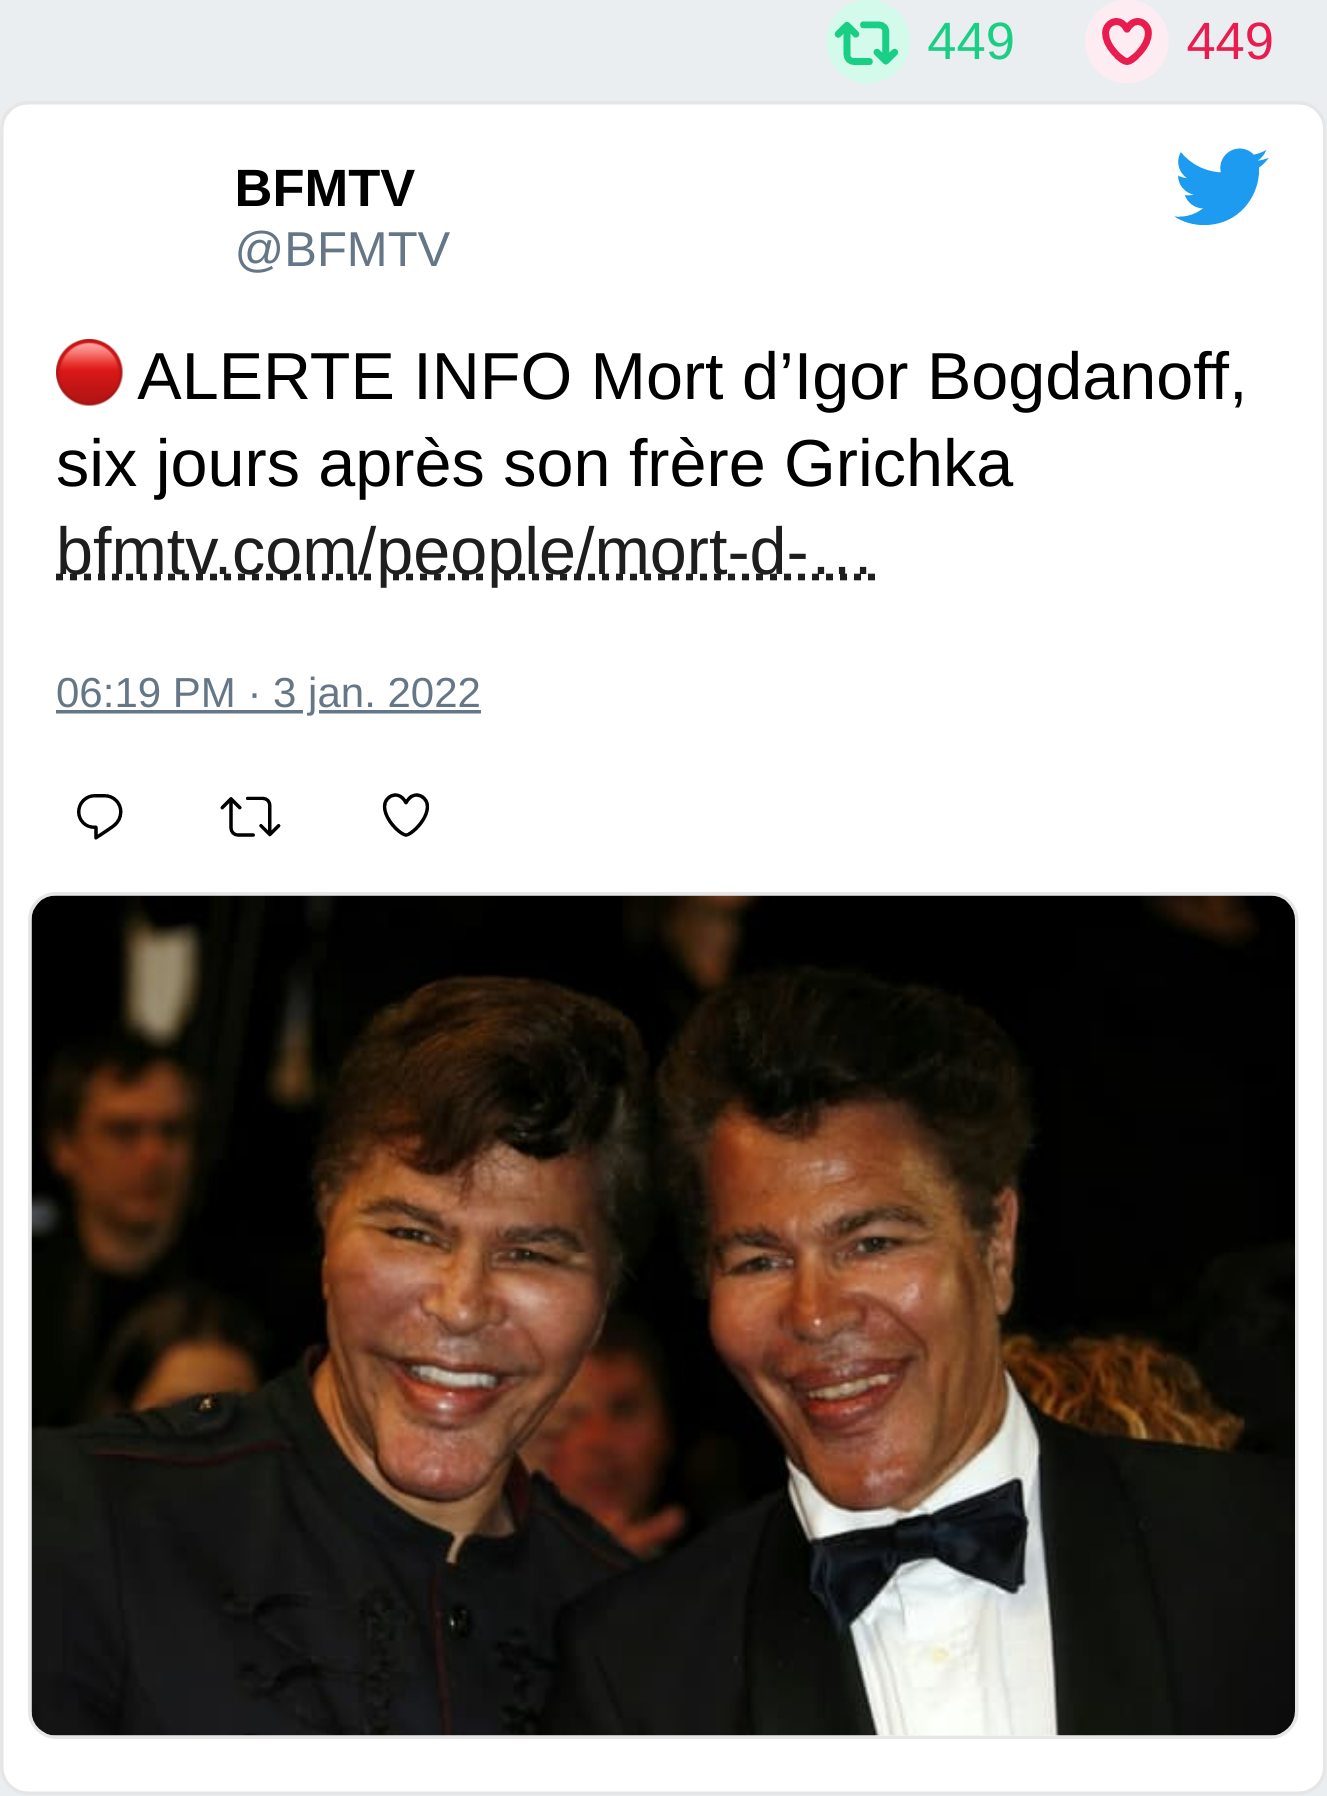 449 449
BFMTV
@BFMTV
🔴 ALERTE INFO Mort d’Igor Bogdanoff,
six jours après son frère Grichka
bfmtv.com/people/mort-d-…
06:19 PM · 3 jan. 2022